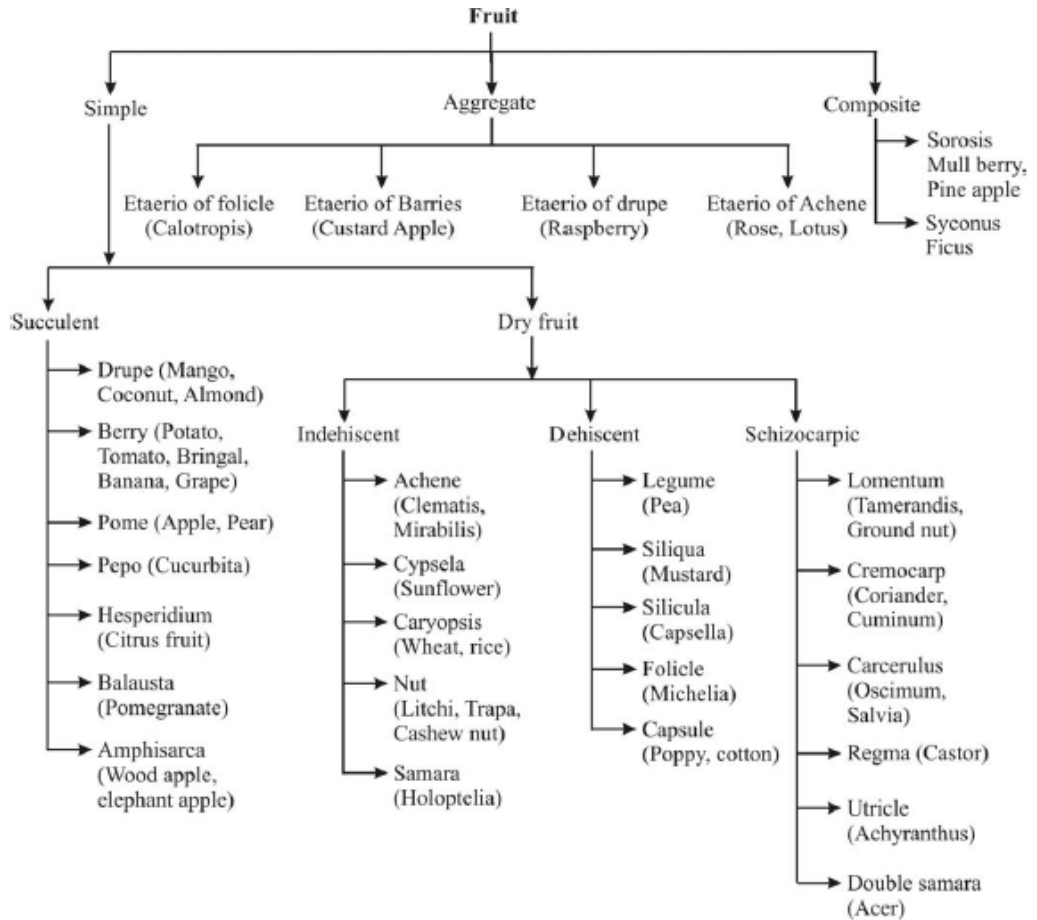 Fruit
Simple
Aggregate
Composite
Sorosis
Mull berry,
Pine apple
Syconus
Ficus
Etaerio of folicle
(Calotropis)
Etaerio of Barries
(Custard Apple)
Etaerio of drupe
(Raspberry)
Etaerio of Achene
(Rose, Lotus)
Succulent
Dry fruit
Drupe (Mango,
Coconut, Almond)
Berry (Potato,
Tomato, Bringal,
Banana, Grape)
Pome (Apple, Pear)
Pepo (Cucurbita)
Hesperidium
(Citrus fruit)
Balausta
(Pomegranate)
Amphisarca
(Wood apple,
elephant apple)
Indehiscent
Achene
(Clematis,
Mirabilis)
Cypsela
(Sunflower)
Caryopsis
(Wheat, rice)
Nut
(Litchi, Trapa,
Cashew nut)
Samara
(Holoptelia)
Dehiscent
Legume
(Pea)
Siliqua
(Mustard)
Silicula
(Capsella)
Folicle
(Michelia)
Capsule
(Poppy, cotton)
Schizocarpic
Lomentum
(Tamerandis,
Ground nut)
Cremocarp
(Coriander,
Cuminum)
Carcerulus
(Oscimum,
Salvia)
Regma (Castor)
Utricle
(Achyranthus)
Double samara
(Acer)